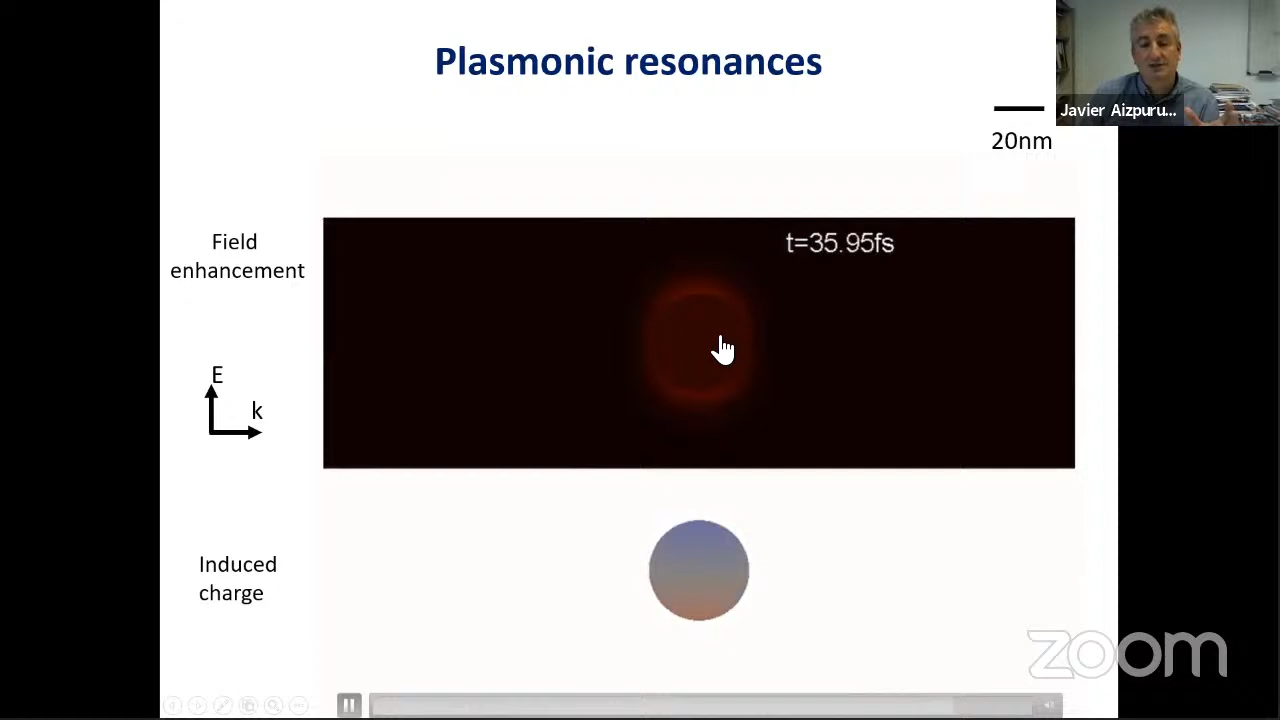 Plasmonic resonances
Javier Aizpuru...
20nm
t=35.95fs
Field
enhancement
E
k
Induced
charge
zoom